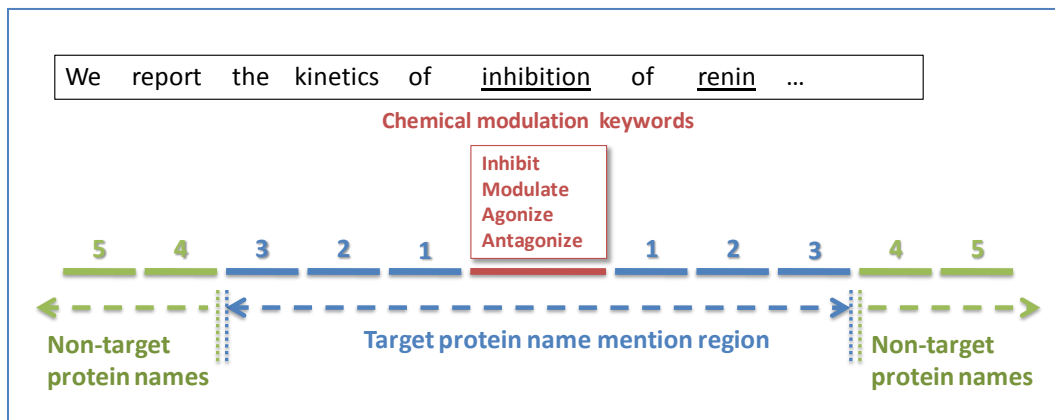 We report the kinetics of inhibition of renin ...
Chemical modulation keywords
Inhibit
Modulate
Agonize
Antagonize
5 4 3 2 1 1 2 3 4 5
Non-target Target protein name mention region Non-target
protein names protein names